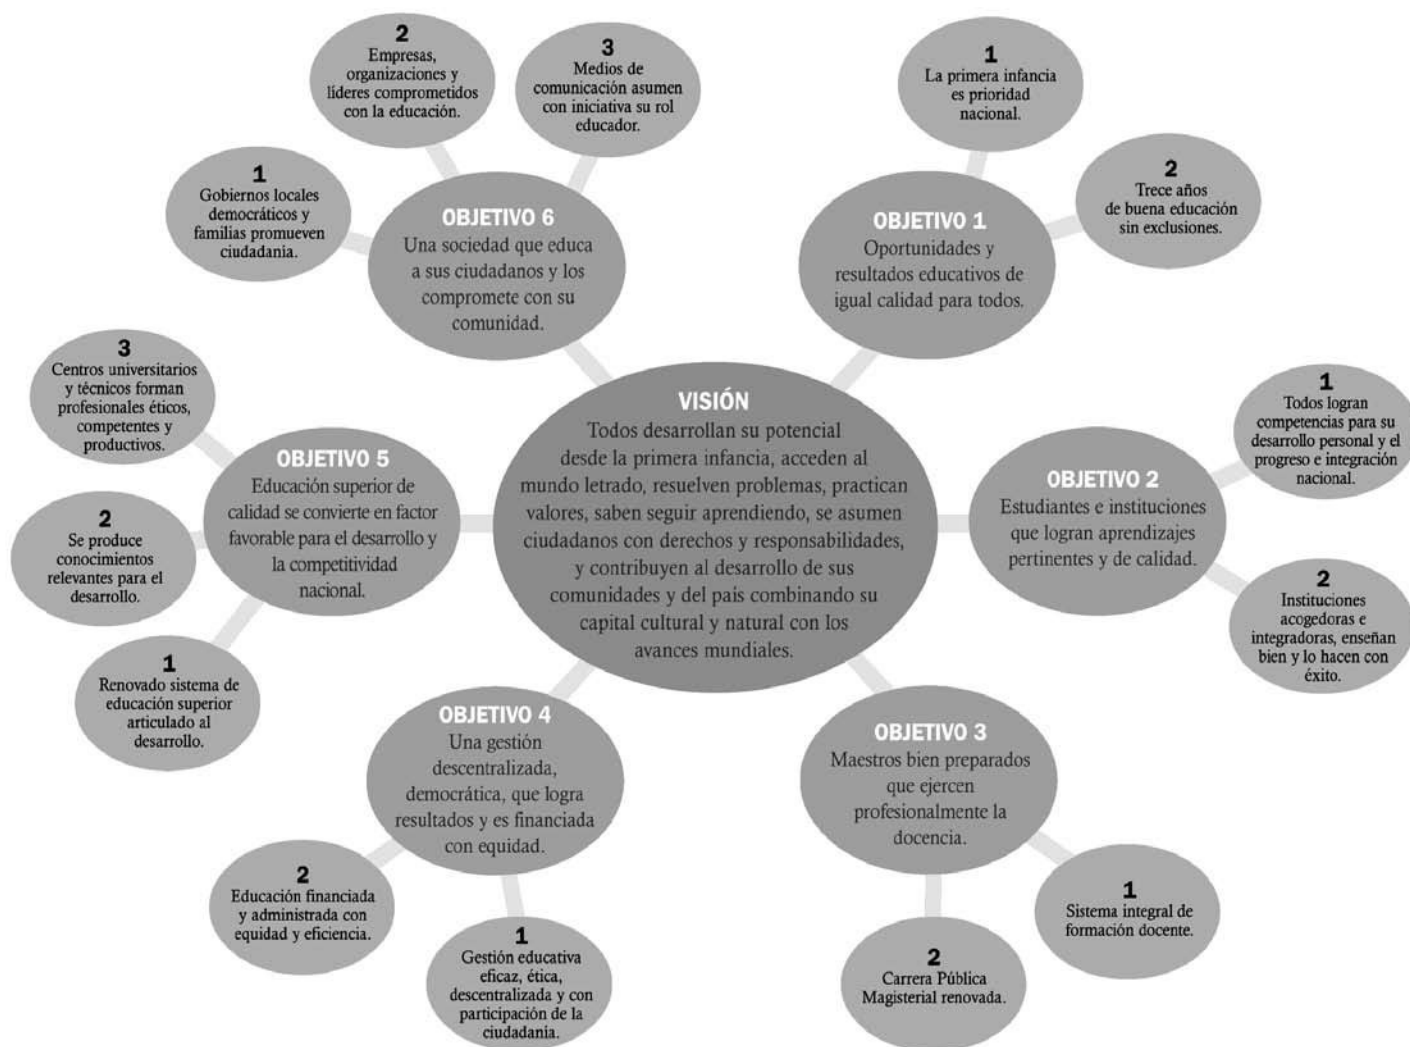 VISIÓN
Todos desarrollan su potencial
desde la primera infancia, acceden al
mundo letrado, resuelven problemas, practican
valores, saben seguir aprendiendo, se asumen
ciudadanos con derechos y responsabilidades,
y contribuyen al desarrollo de sus
comunidades y del país combinando su
capital cultural y natural con los
avances mundiales.
OBJETIVO 1
Oportunidades y
resultados educativos de
igual calidad para todos.
1
La primera infancia
es prioridad
nacional.
2
Trece años
de buena educación
sin exclusiones.
OBJETIVO 2
Estudiantes e instituciones
que logran aprendizajes
pertinentes y de calidad.
1
Todos logran
competencias para su
desarrollo personal y el
progreso e integración
nacional.
2
Instituciones
acogedoras e
integradoras, enseñan
bien y lo hacen con
éxito.
OBJETIVO 3
Maestros bien preparados
que ejercen
profesionalmente la
docencia.
1
Sistema integral de
formación docente.
2
Carrera Pública
Magisterial renovada.
OBJETIVO 4
Una gestión
descentralizada,
democrática, que logra
resultados y es financiada
con equidad.
1
Gestión educativa
eficaz, ética,
descentralizada y con
participación de la
ciudadanía.
2
Educación financiada
y administrada con
equidad y eficiencia.
OBJETIVO 5
Educación superior de
calidad se convierte en factor
favorable para el desarrollo y
la competitividad
nacional.
1
Renovado sistema de
educación superior
articulado al
desarrollo.
2
Se produce
conocimientos
relevantes para el
desarrollo.
3
Centros universitarios
y técnicos forman
profesionales éticos,
competentes y
productivos.
OBJETIVO 6
Una sociedad que educa
a sus ciudadanos y los
compromete con su
comunidad.
1
Gobiernos locales
democráticos y
familias promueven
ciudadanía.
2
Empresas,
organizaciones y
líderes comprometidos
con la educación.
3
Medios de
comunicación asumen
con iniciativa su rol
educador.